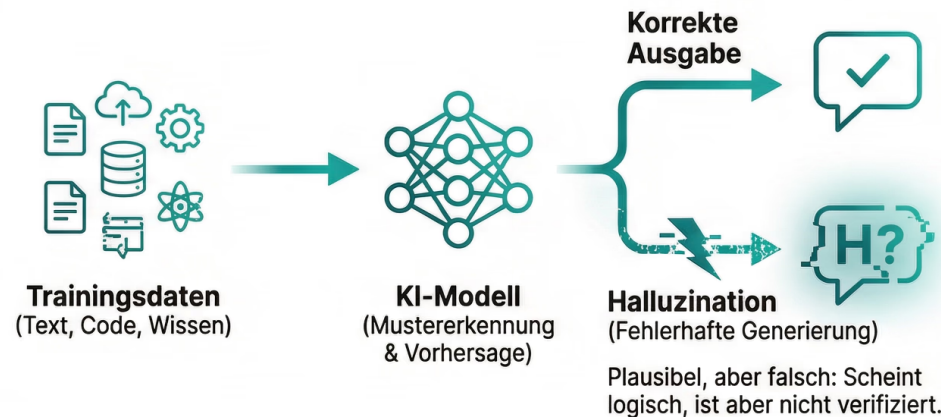 Korrekte
Ausgabe
H?
Trainingsdaten
(Text, Code, Wissen)
KI-Modell
(Mustererkennung
& Vorhersage)
Halluzination
(Fehlerhafte Generierung)
Plausibel, aber falsch: Scheint
logisch, ist aber nicht verifiziert.